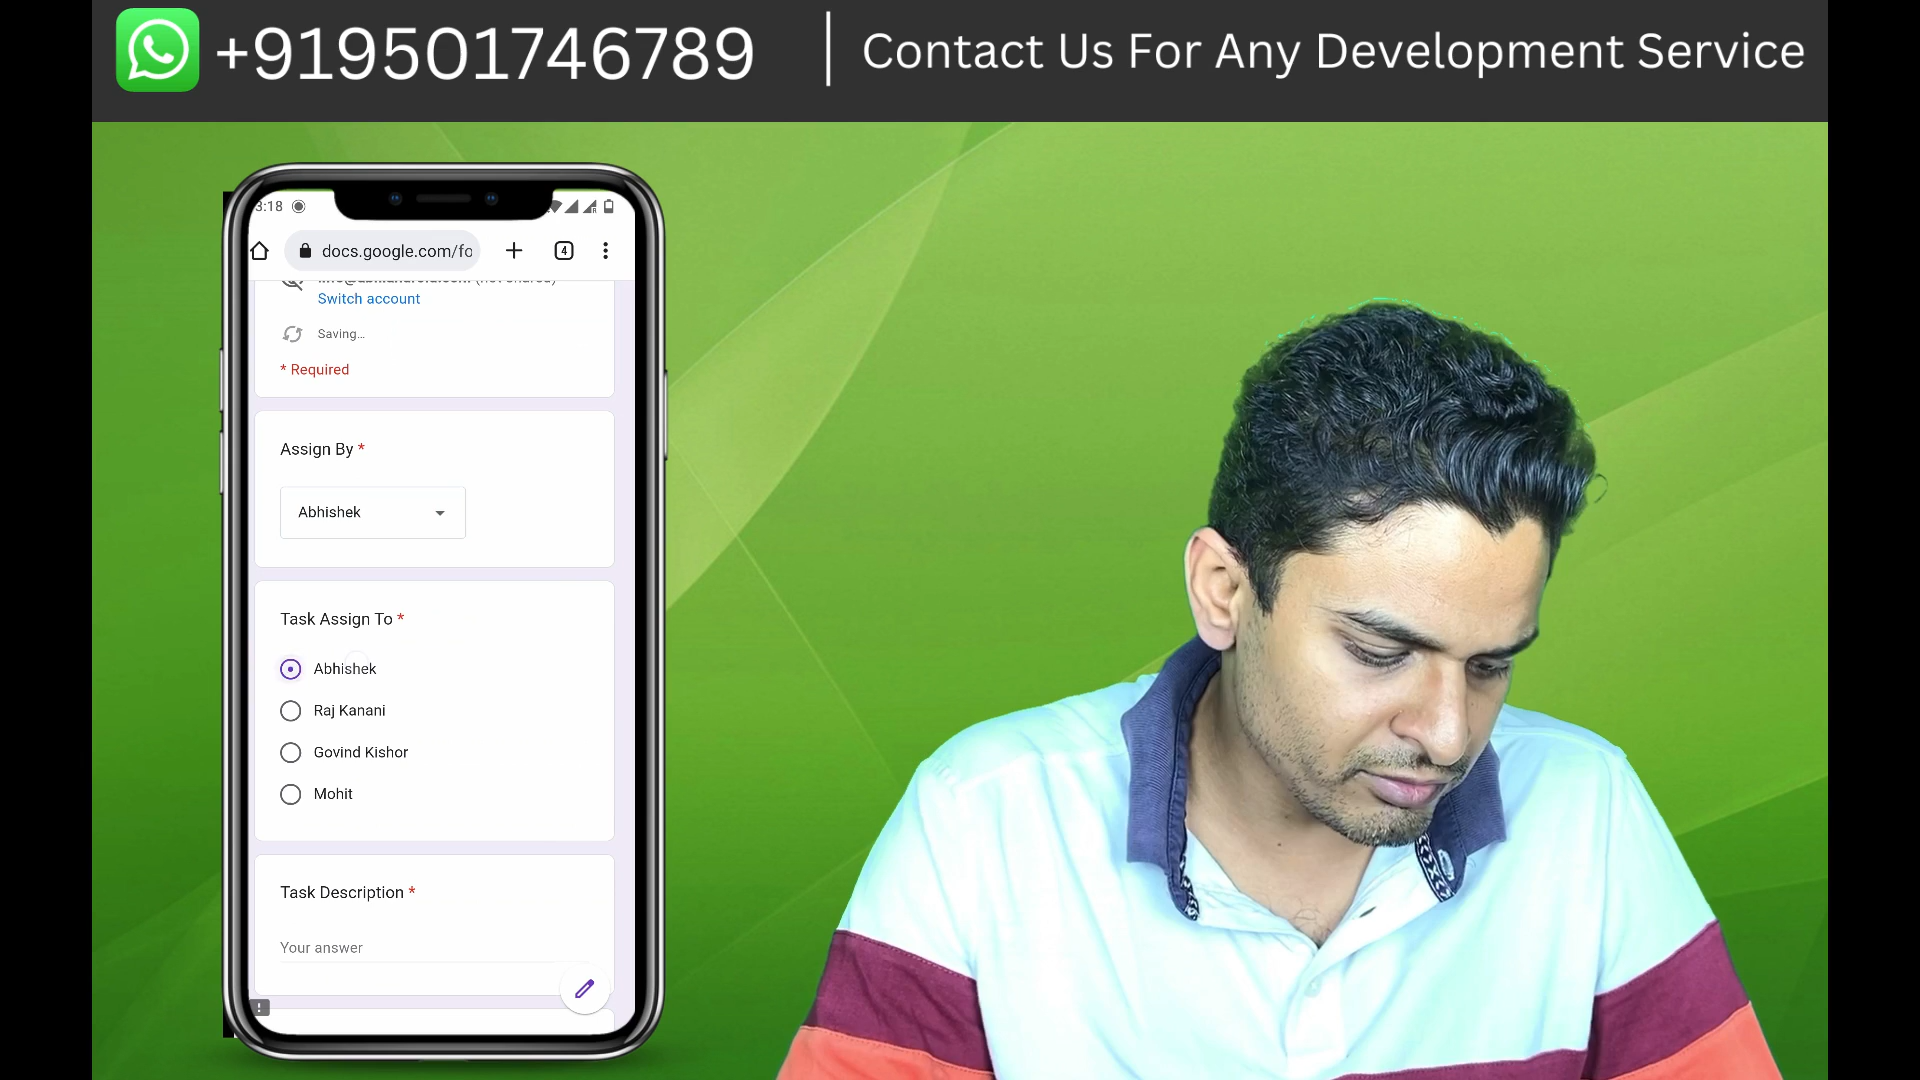 +919501746789 | Contact Us For Any Development Service
3:18
docs.google.com/fo
4
Switch account
Saving...
* Required
Assign By *
Abhishek
Task Assign To *
Abhishek
Raj Kanani
Govind Kishor
Mohit
Task Description *
Your answer